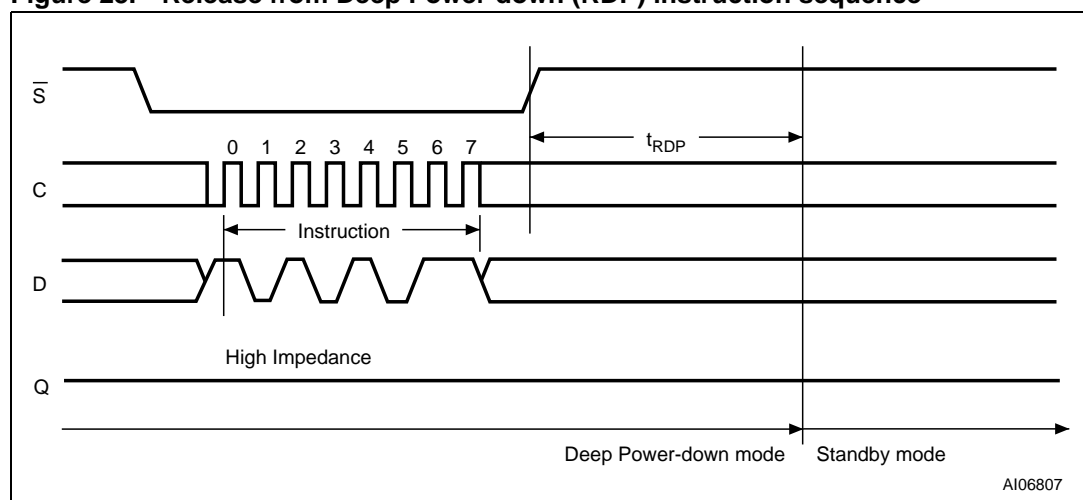 Figure 25. Release from Deep Power-down (RDP) instruction sequence
S
tRDP
0 1 2 3 4 5 6 7
C
Instruction
D
High Impedance
Q
Deep Power-down mode Standby mode
AI06807